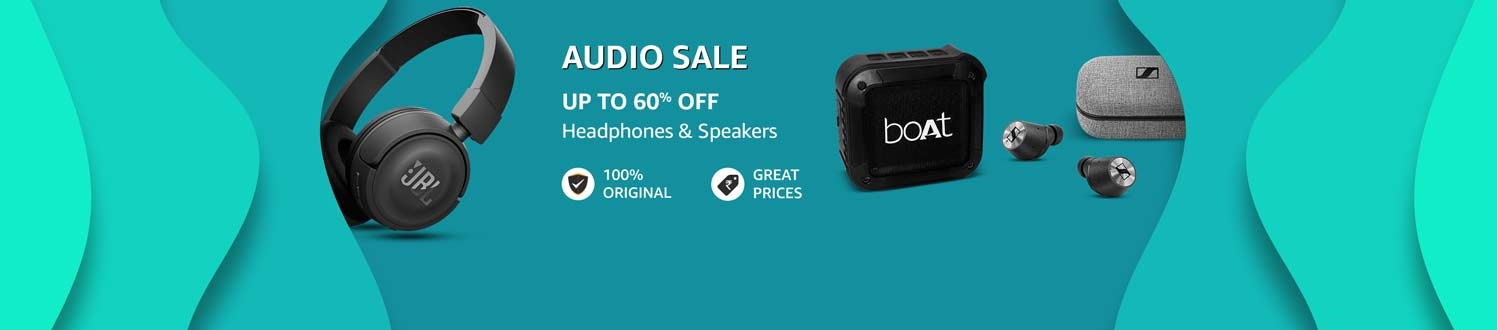 AUDIO SALE
UP TO 60% OFF
Headphones & Speakers
100%
ORIGINAL
GREAT
PRICES
JBL
boAt